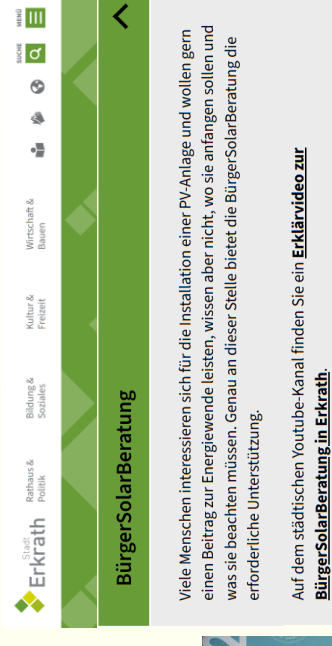 Stadt
Erkrath
Rathaus &
Politik
Bildung &
Soziales
Kultur &
Freizeit
Wirtschaft &
Bauen
SUCHE
MENÜ
BürgerSolarBeratung
Viele Menschen interessieren sich für die Installation einer PV-Anlage und wollen gern
einen Beitrag zur Energiewende leisten, wissen aber nicht, wo sie anfangen sollen und
was sie beachten müssen. Genau an dieser Stelle bietet die BürgerSolarBeratung die
erforderliche Unterstützung.
Auf dem städtischen Youtube-Kanal finden Sie ein Erklärvideo zur
BürgerSolarBeratung in Erkrath.